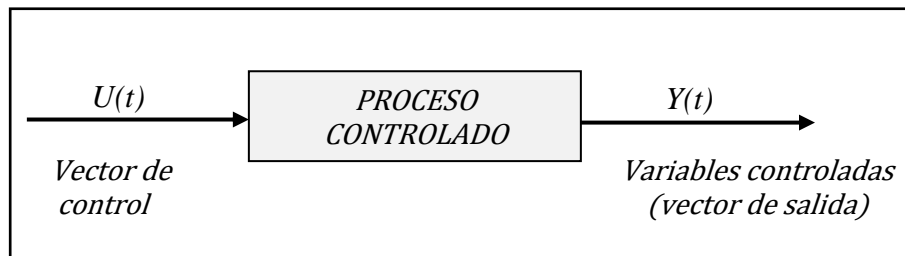 U(t)
PROCESO
CONTROLADO
Y(t)
Vector de
control
Variables controladas
(vector de salida)